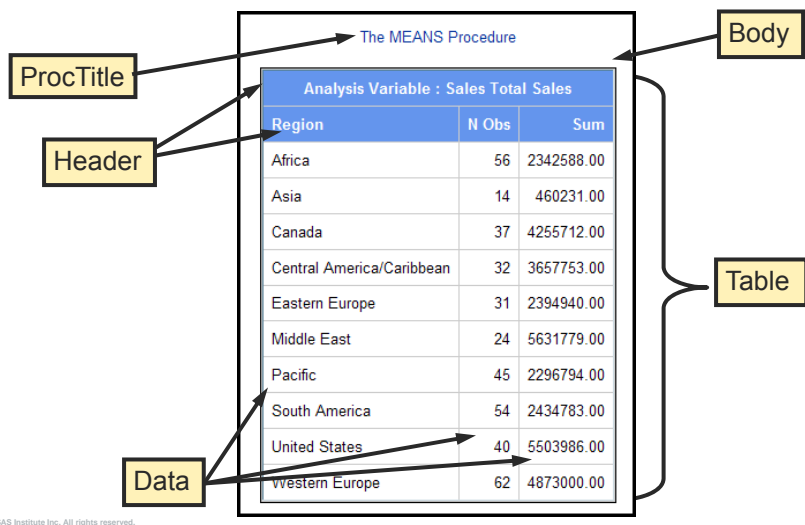 The MEANS Procedure
Body
ProcTitle
Analysis Variable : Sales Total Sales
Region N Obs Sum
Header
Africa 56 2342588.00
Asia 14 460231.00
Canada 37 4255712.00
Central America/Caribbean 32 3657753.00
Table
Eastern Europe 31 2394940.00
Middle East 24 5631779.00
Pacific 45 2296794.00
South America 54 2434783.00
United States 40 5503986.00
Data
Western Europe 62 4873000.00
SAS Institute Inc. All rights reserved.